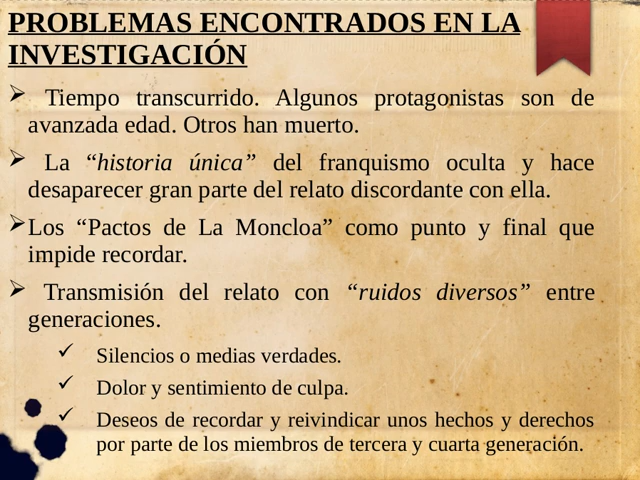 PROBLEMAS ENCONTRADOS EN LA
INVESTIGACIÓN
➢ Tiempo transcurrido. Algunos protagonistas son de
avanzada edad. Otros han muerto.
➢ La “historia única” del franquismo oculta y hace
desaparecer gran parte del relato discordante con ella.
➢ Los “Pactos de La Moncloa” como punto y final que
impide recordar.
➢ Transmisión del relato con “ruidos diversos” entre
generaciones.
✓ Silencios o medias verdades.
✓ Dolor y sentimiento de culpa.
✓ Deseos de recordar y reivindicar unos hechos y derechos
por parte de los miembros de tercera y cuarta generación.